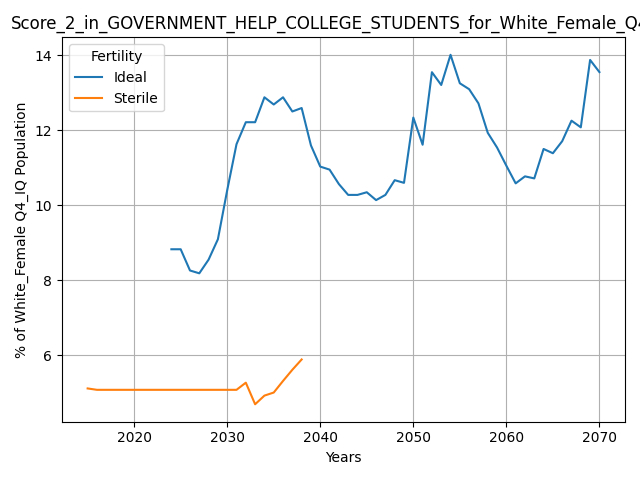 Score_2_in_GOVERNMENT_HELP_COLLEGE_STUDENTS_for_White_Female_Q4
Fertility
Ideal
Sterile
14
12
10
8
6
% of White_Female Q4_IQ Population
2020 2030 2040 2050 2060 2070
Years